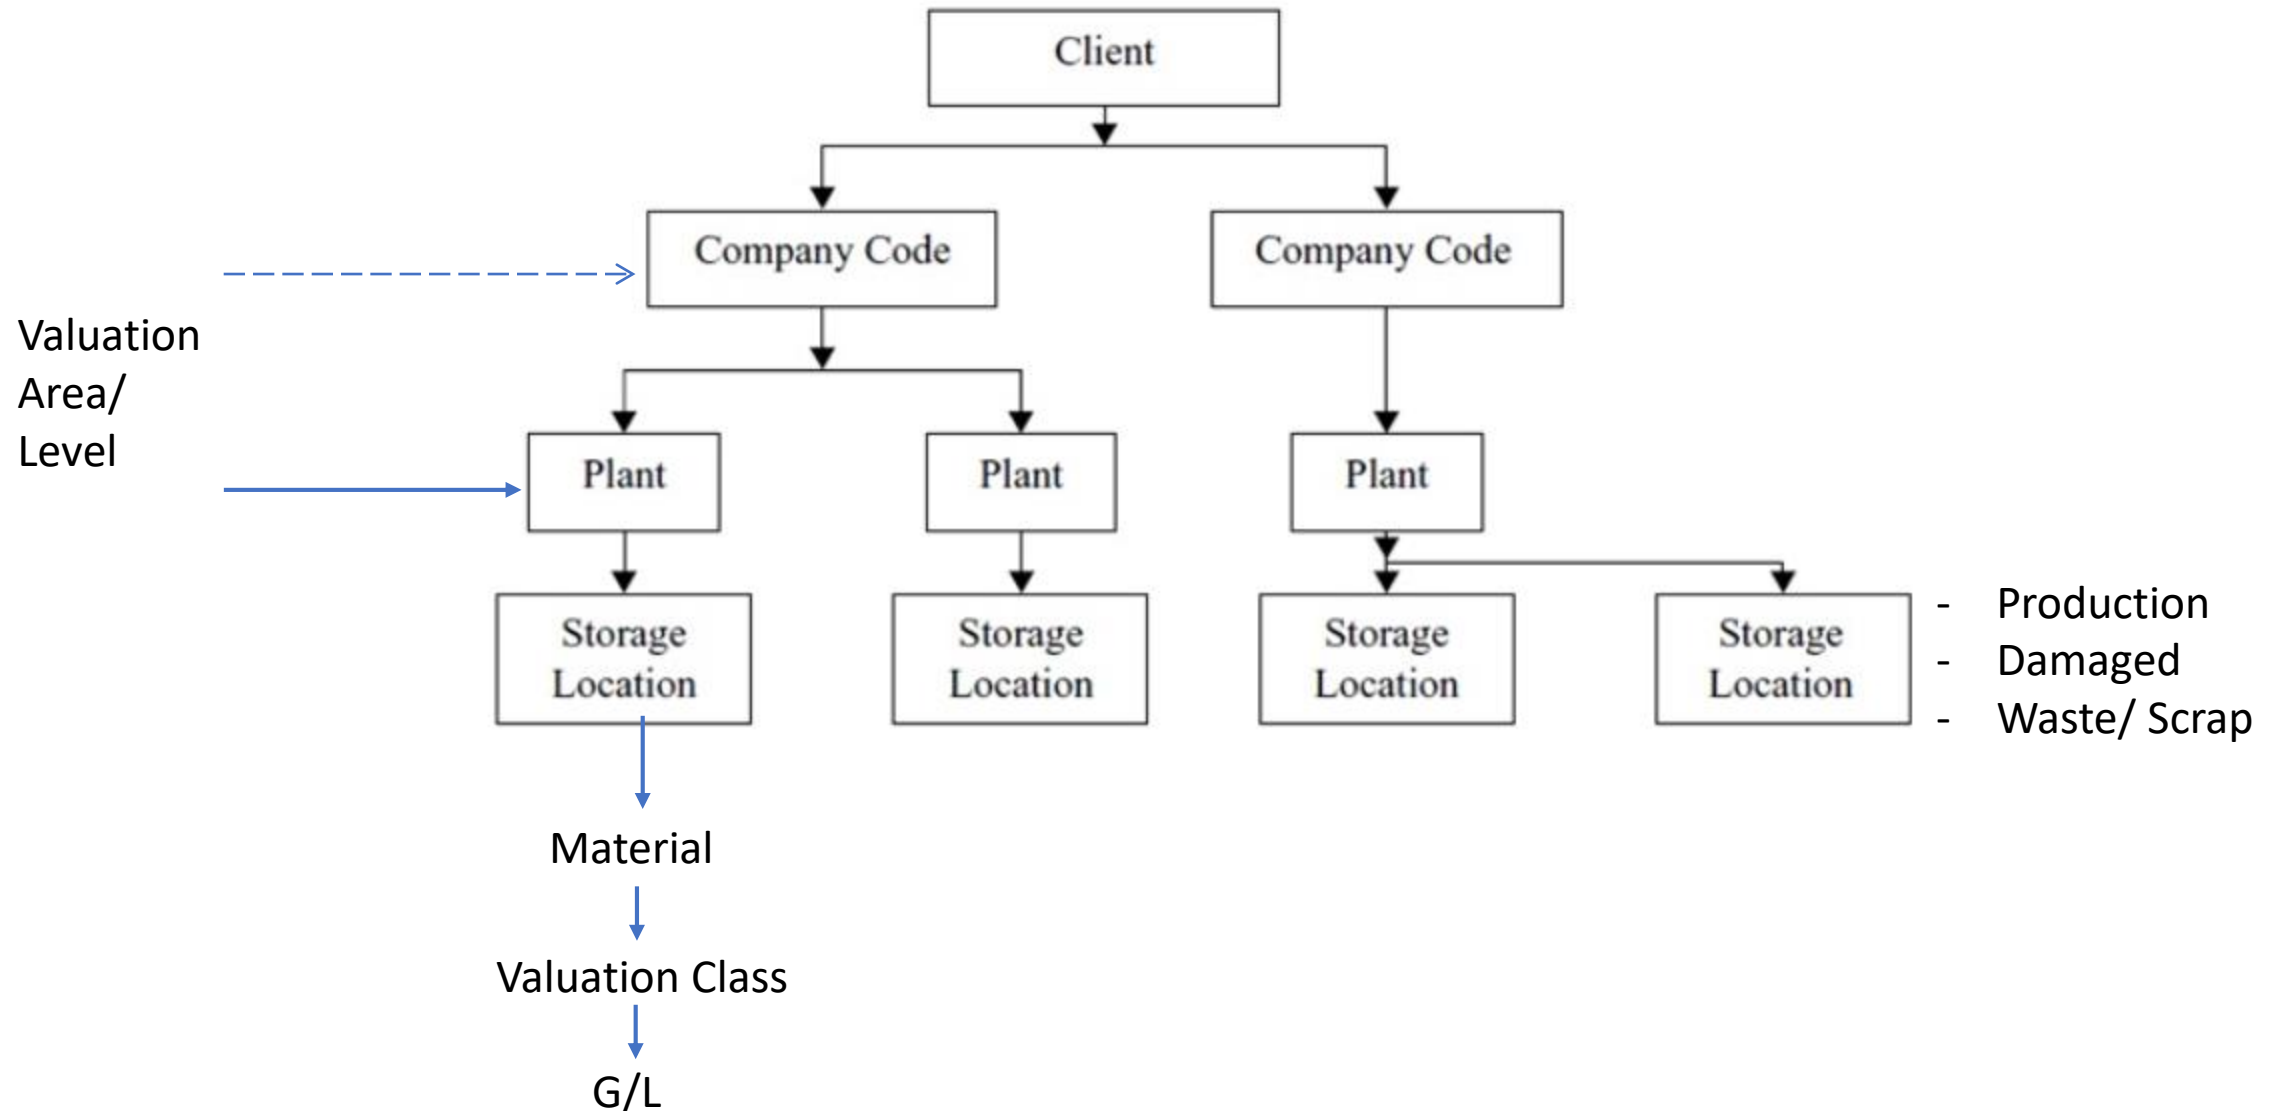 Client
Company Code
Company Code
Valuation
Area/
Level
Plant
Plant
Plant
Storage
Location
Storage
Location
Storage
Location
Storage
Location
- Production
- Damaged
- Waste/ Scrap
Material
Valuation Class
G/L